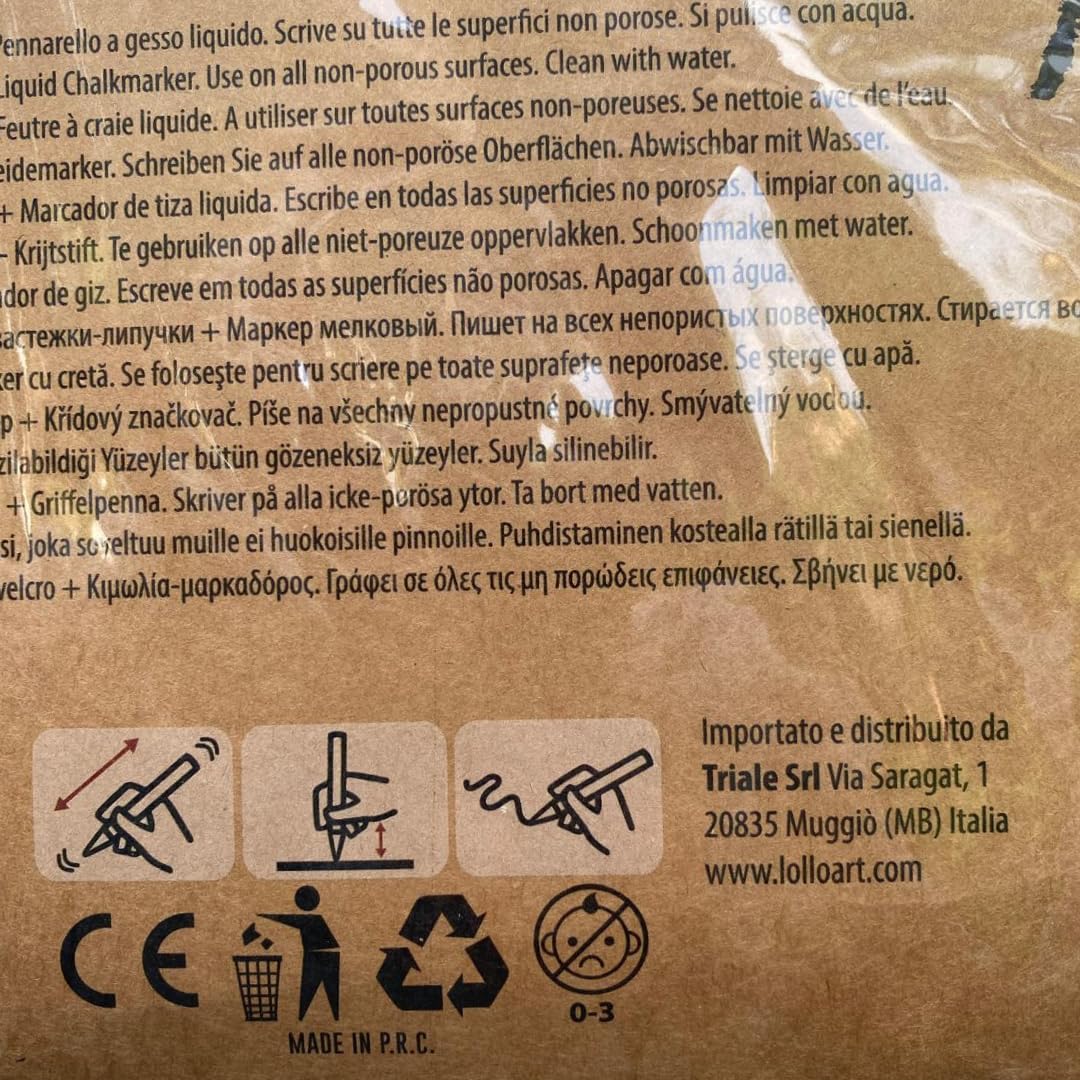 Pennarello a gesso liquido. Scrive su tutte le superfici non porose. Si pulisce con acqua.
Liquid Chalkmarker. Use on all non-porous surfaces. Clean with water.
Feutre à craie liquide. A utiliser sur toutes surfaces non-poreuses. Se nettoie avec de l'eau.
eidemarker. Schreiben Sie auf alle non-poröse Oberflächen. Abwischbar mit Wasser.
+ Marcador de tiza liquida. Escribe en todas las superficies no porosas. Limpiar con agua.
- Krijtstift. Te gebruiken op alle niet-poreuze oppervlakken. Schoonmaken met water.
dor de giz. Escreve em todas as superfícies não porosas. Apagar com água.
застежки-липучки + Маркер мелковый. Пишет на всех непористых поверхностях. Стирается во
ker cu cretă. Se foloseşte pentru scriere pe toate suprafeţe neporoase. Se şterge cu apă.
p + Křídový značkovač. Píše na všechny nepropustné povrchy. Smývatelný vodou.
zilabildiği Yüzeyler bütün gözeneksiz yüzeyler. Suyla silinebilir.
+ Griffelpenna. Skriver på alla icke-porösa ytor. Ta bort med vatten.
si, joka soveltuu muille ei huokoisille pinnoille. Puhdistaminen kostealla rätillä tai sienellä.
velcro + Κιμωλία-μαρκαδόρος. Γράφει σε όλες τις μη πορώδεις επιφάνειες. Σβήνει με νερό.
Importato e distribuito da
Triale Srl Via Saragat, 1
20835 Muggiò (MB) Italia
www.lolloart.com
CE
0-3
MADE IN P.R.C.